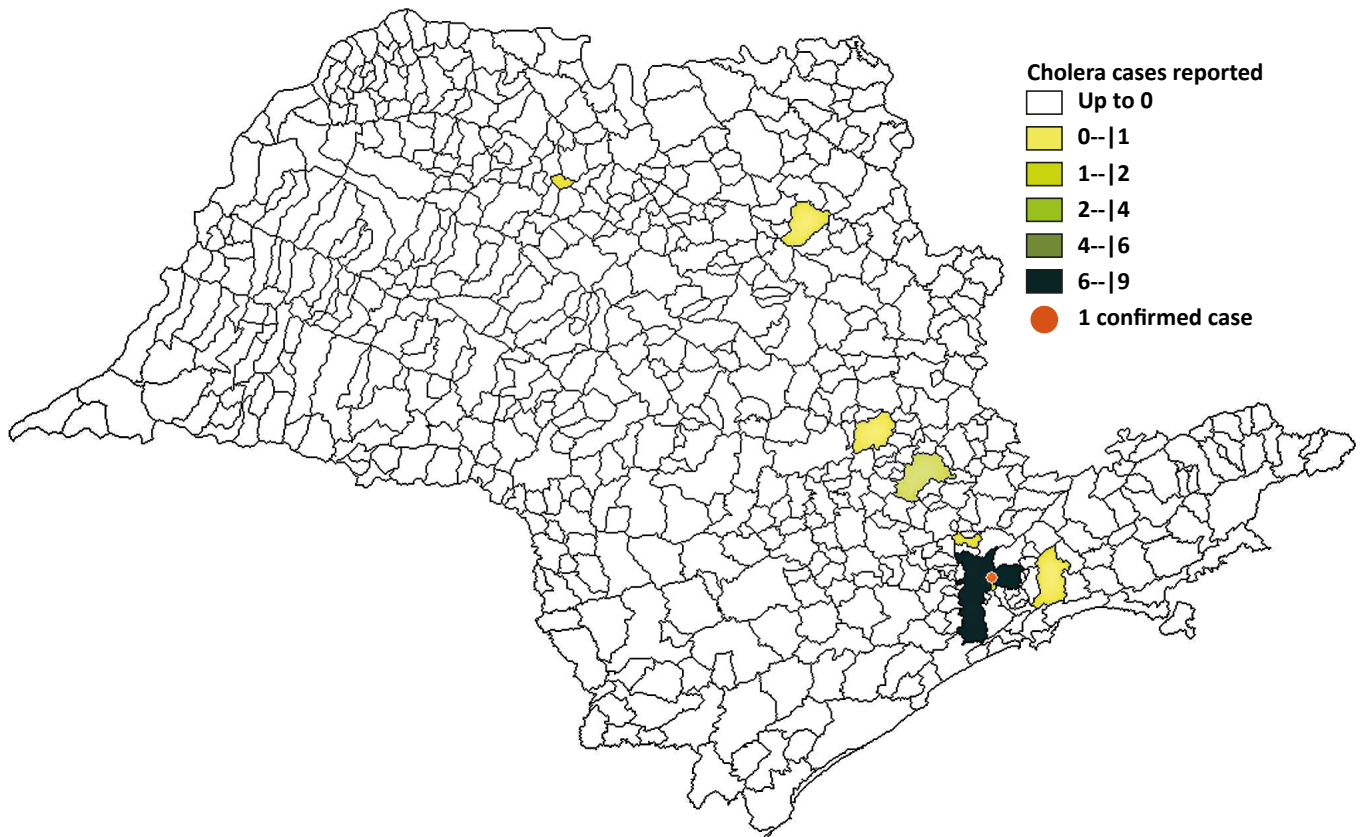 Cholera cases reported
Up to 0
0--|1
1--|2
2--|4
4--|6
6--|9
1 confirmed case